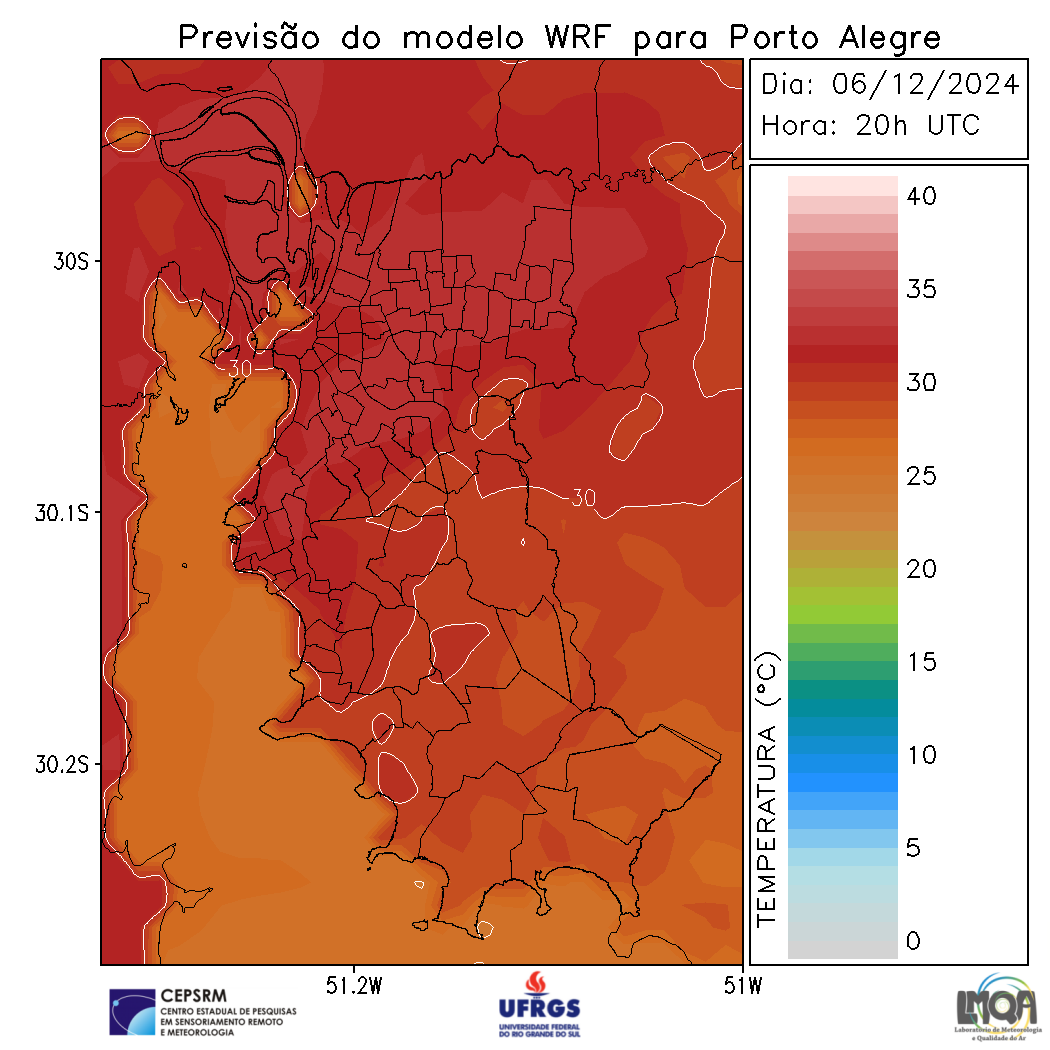 Previsão do modelo WRF para Porto Alegre
Dia: 06/12/2024
Hora: 20h UTC
30S
30.1S
30.2S
51.2W
51W
30
30
TEMPERATURA (°C)
40
35
30
25
20
15
10
5
0
CEPSRM
CENTRO ESTADUAL DE PESQUISAS
EM SENSORIAMENTO REMOTO
E METEOROLOGIA
UFRGS
UNIVERSIDADE FEDERAL
DO RIO GRANDE DO SUL
LMQA
Laboratório de Meteorologia
e Qualidade do Ar